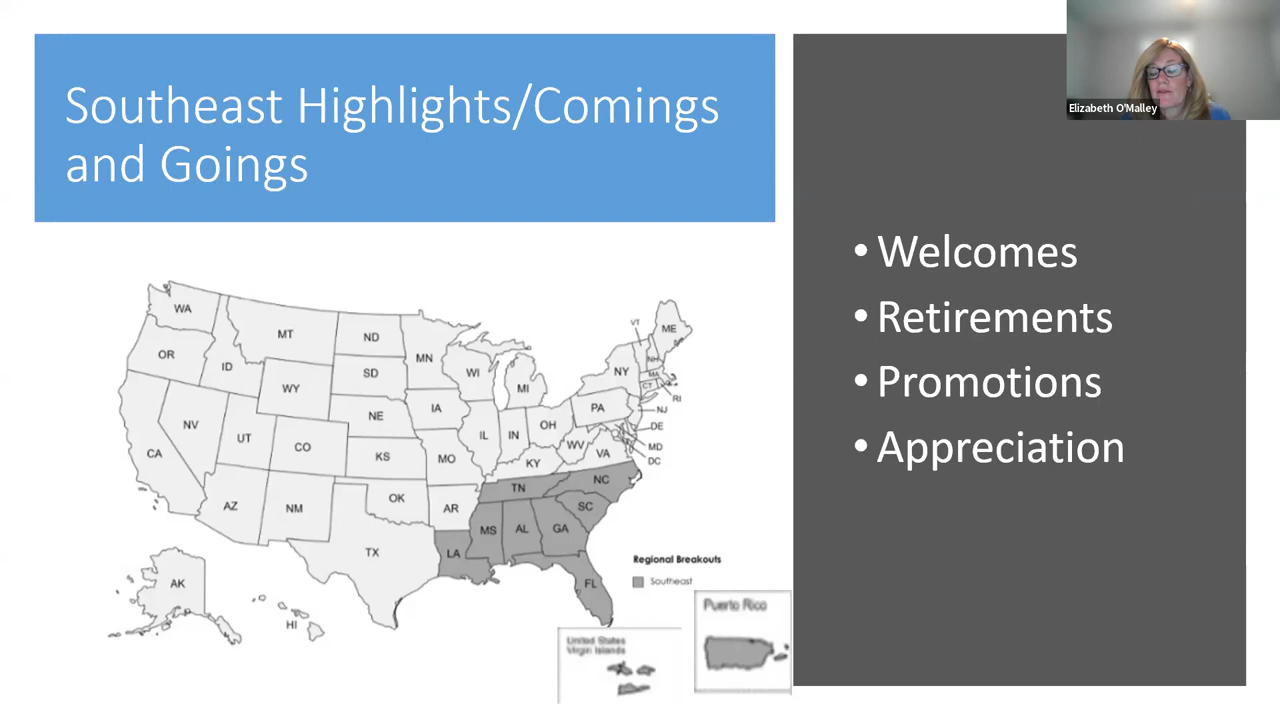 Southeast Highlights/Comings
and Goings
Elizabeth O'Malley
• Welcomes
• Retirements
• Promotions
• Appreciation
WA
OR
ID
MT
WY
NV
UT
CO
CA
AZ
NM
ND
SD
NE
KS
OK
TX
MN
IA
MO
AR
LA
WI
IL
MI
IN
OH
KY
TN
MS
AL
GA
FL
SC
NC
VA
WV
PA
NY
VT
NH
ME
MA
CT
RI
NJ
DE
MD
DC
AK
HI
Regional Breakouts
Southeast
United States
Virgin Islands
Puerto Rico